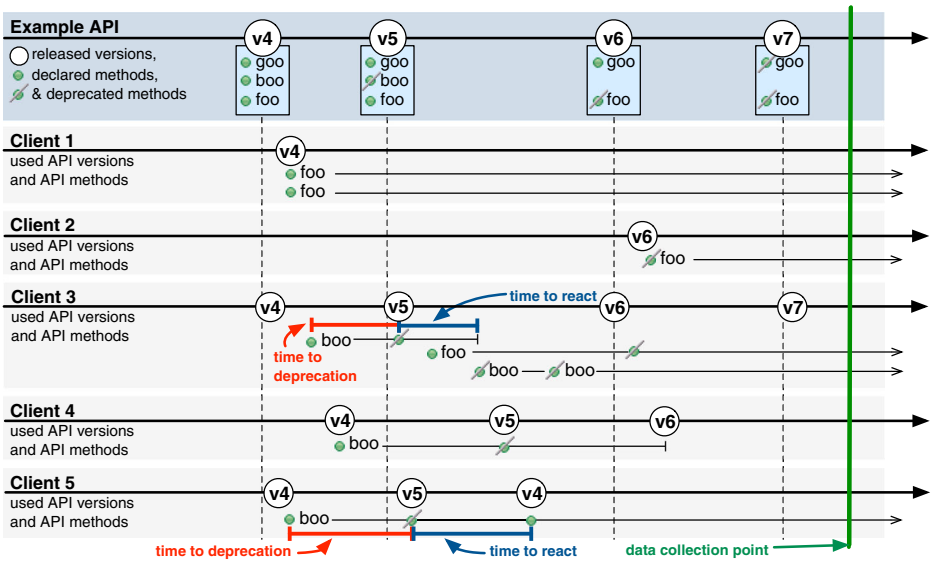 Example API
released versions,
declared methods,
& deprecated methods
v4
goo
boo
foo
v5
goo
boo
foo
v6
goo
foo
v7
goo
foo
Client 1
used API versions
and API methods
v4
foo
foo
Client 2
used API versions
and API methods
v6
foo
Client 3
used API versions
and API methods
v4
v5
time to react
v6
v7
time to
deprecation
boo
foo
boo
boo
Client 4
used API versions
and API methods
v4
v5
v6
boo
Client 5
used API versions
and API methods
v4
v5
v4
boo
time to deprecation
time to react
data collection point